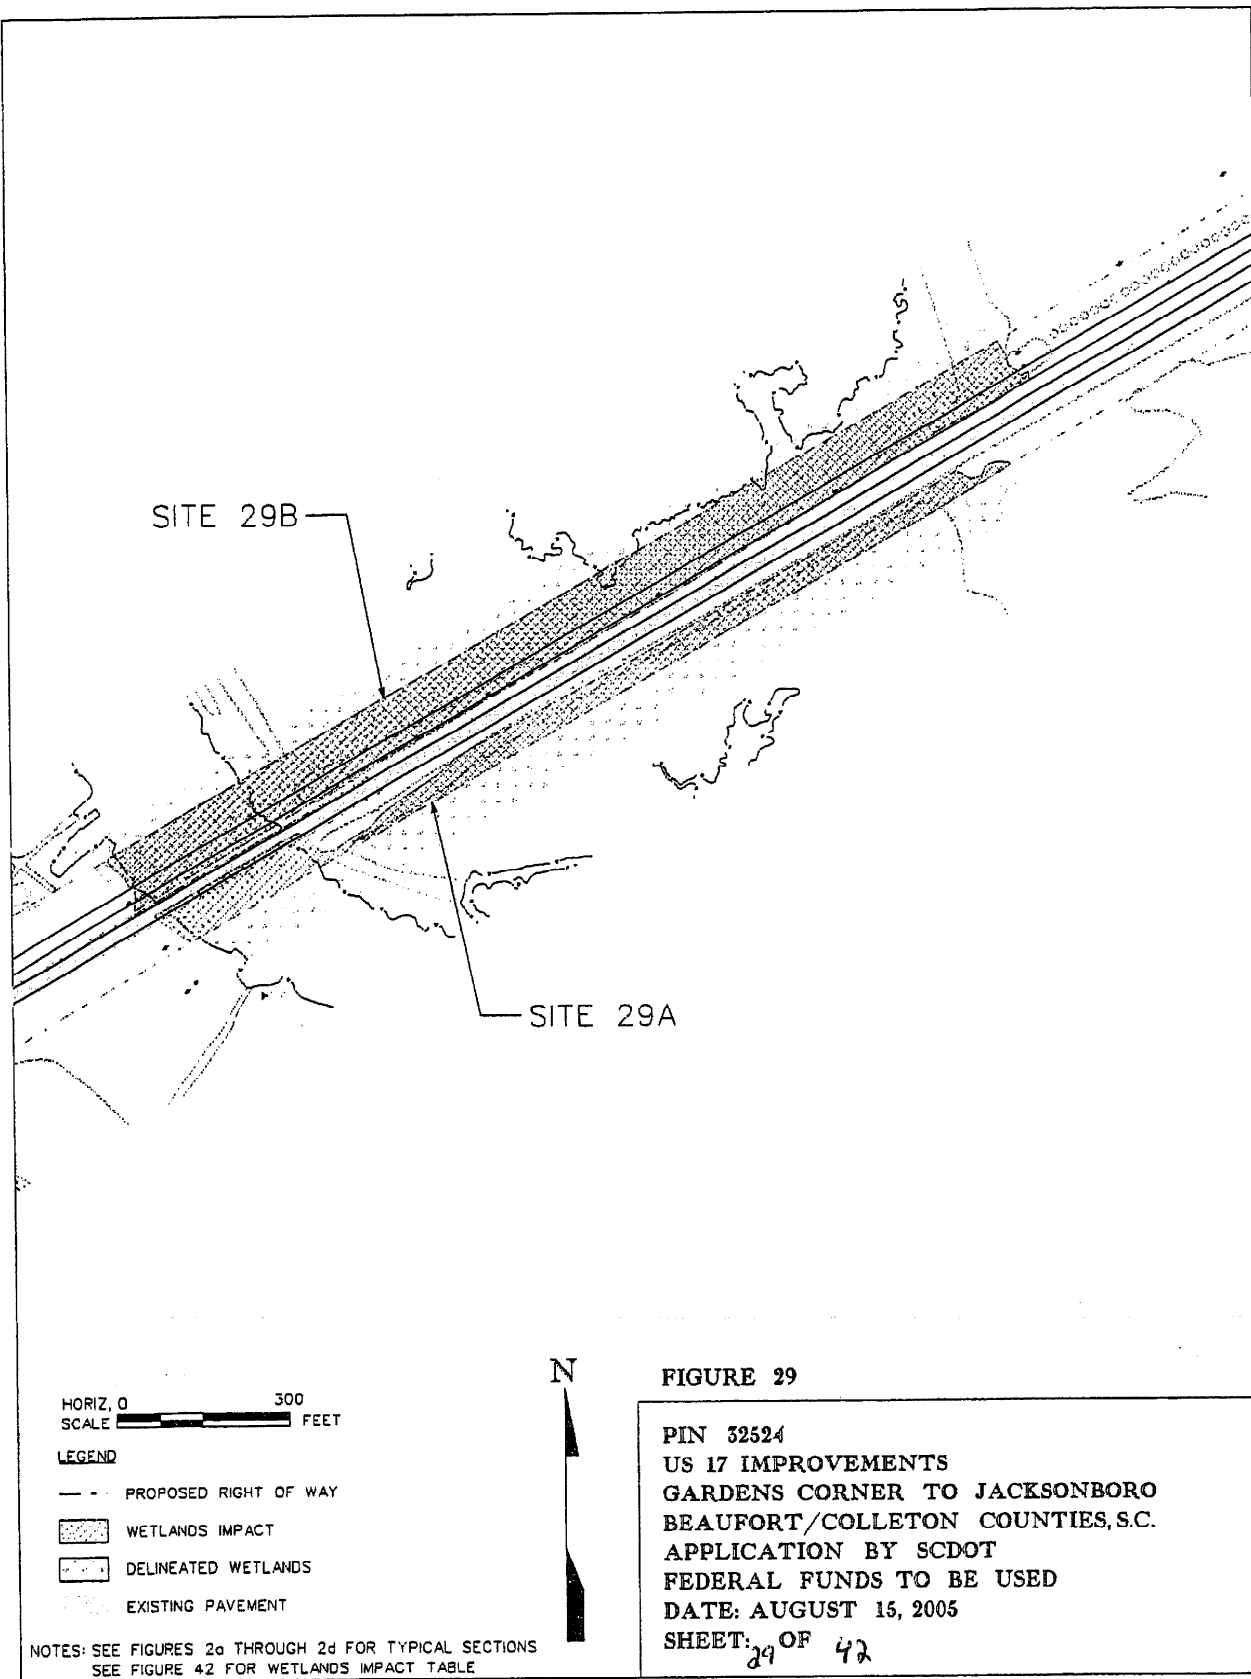 SITE 29B
SITE 29A
HORIZ. 0 300
SCALE FEET
LEGEND
PROPOSED RIGHT OF WAY
WETLANDS IMPACT
DELINEATED WETLANDS
EXISTING PAVEMENT
NOTES: SEE FIGURES 2a THROUGH 2d FOR TYPICAL SECTIONS
SEE FIGURE 42 FOR WETLANDS IMPACT TABLE
N
FIGURE 29
PIN 32524
US 17 IMPROVEMENTS
GARDENS CORNER TO JACKSONBORO
BEAUFORT/COLLETON COUNTIES, S.C.
APPLICATION BY SCDOT
FEDERAL FUNDS TO BE USED
DATE: AUGUST 15, 2005
SHEET: 29 OF 42